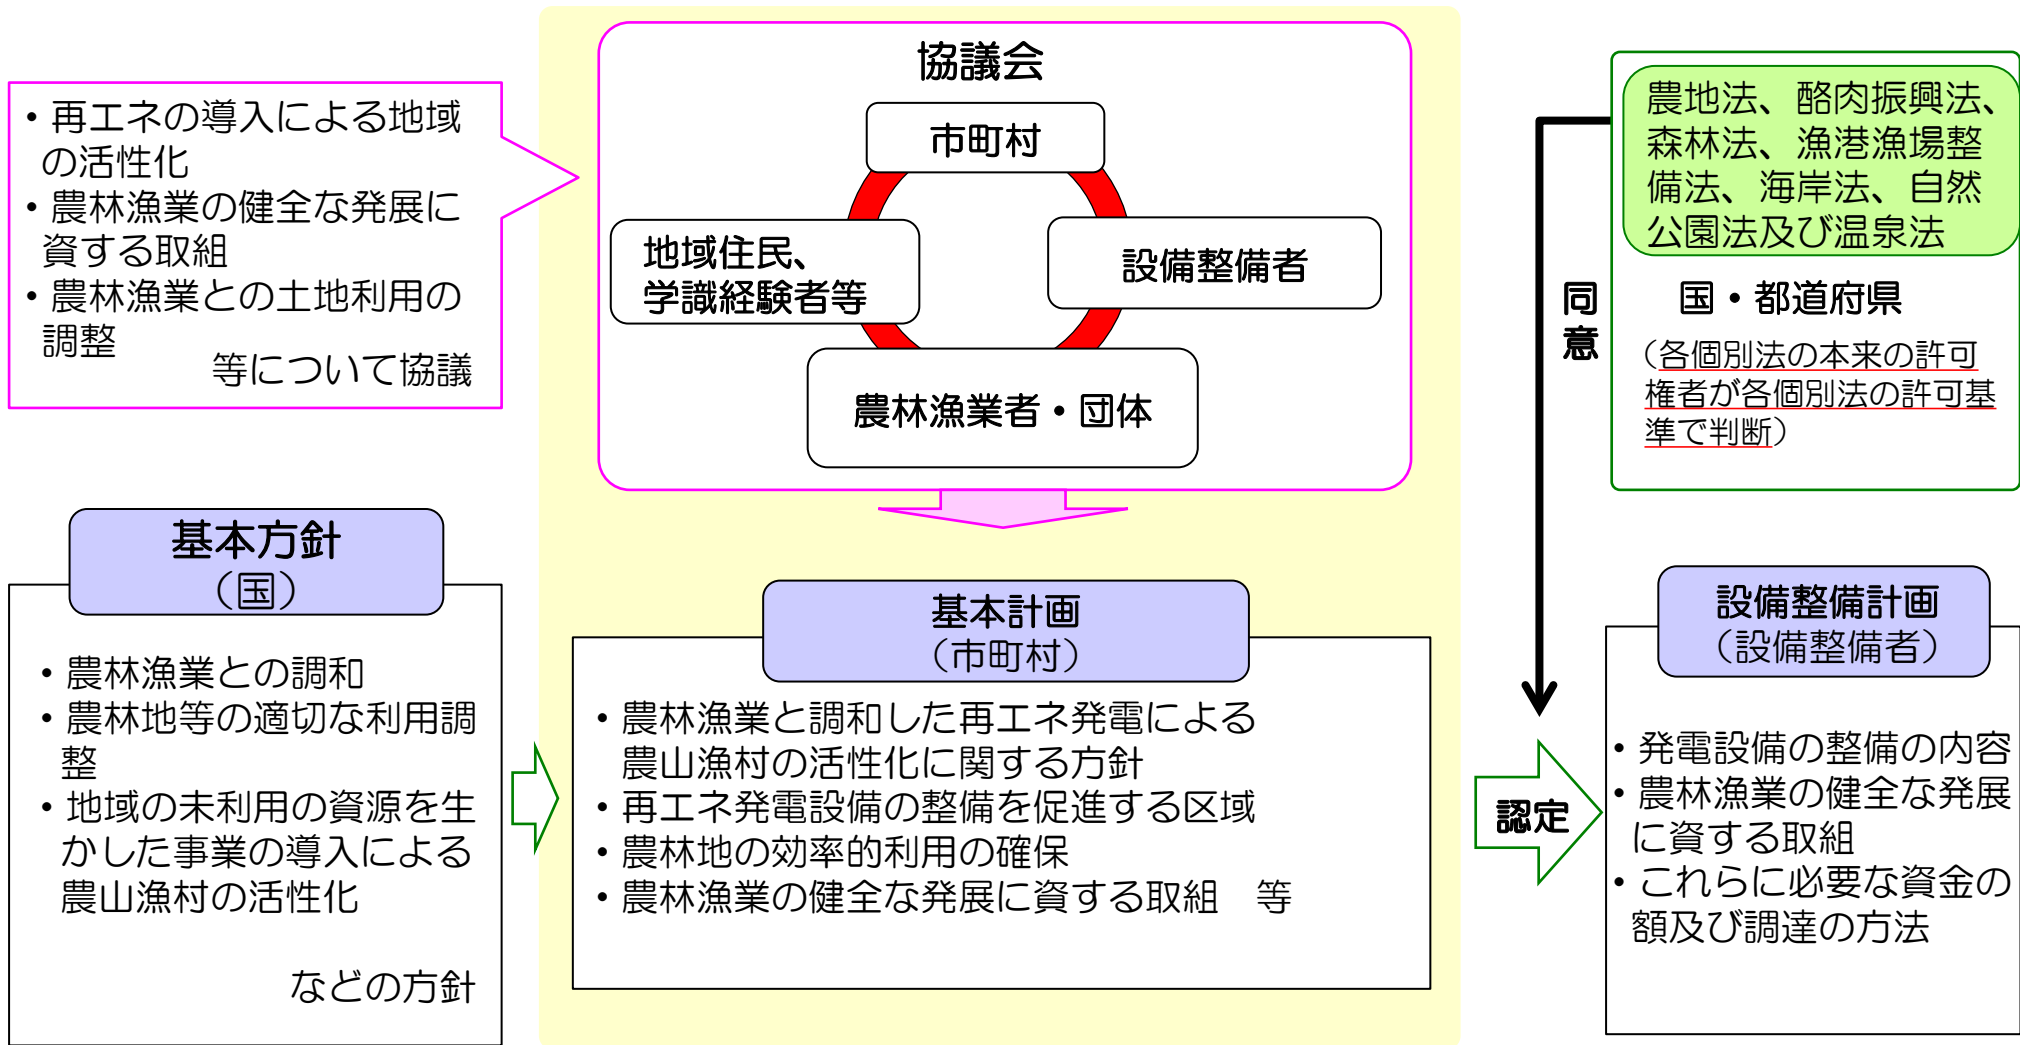 協議会
市町村
地域住民、
学識経験者等
設備整備者
農林漁業者・団体
・再エネの導入による地域
の活性化
・農林漁業の健全な発展に
資する取組
・農林漁業との土地利用の
調整
等について協議
農地法、酪肉振興法、
森林法、漁港漁場整
備法、海岸法、自然
公園法及び温泉法
国・都道府県
（各個別法の本来の許可
権者が各個別法の許可基
準で判断）
同
意
基本方針
（国）
・農林漁業との調和
・農林地等の適切な利用調
整
・地域の未利用の資源を生
かした事業の導入による
農山漁村の活性化
などの方針
基本計画
（市町村）
・農林漁業と調和した再エネ発電による
農山漁村の活性化に関する方針
・再エネ発電設備の整備を促進する区域
・農林地の効率的利用の確保
・農林漁業の健全な発展に資する取組　等
認定
設備整備計画
（設備整備者）
・発電設備の整備の内容
・農林漁業の健全な発展
に資する取組
・これらに必要な資金の
額及び調達の方法